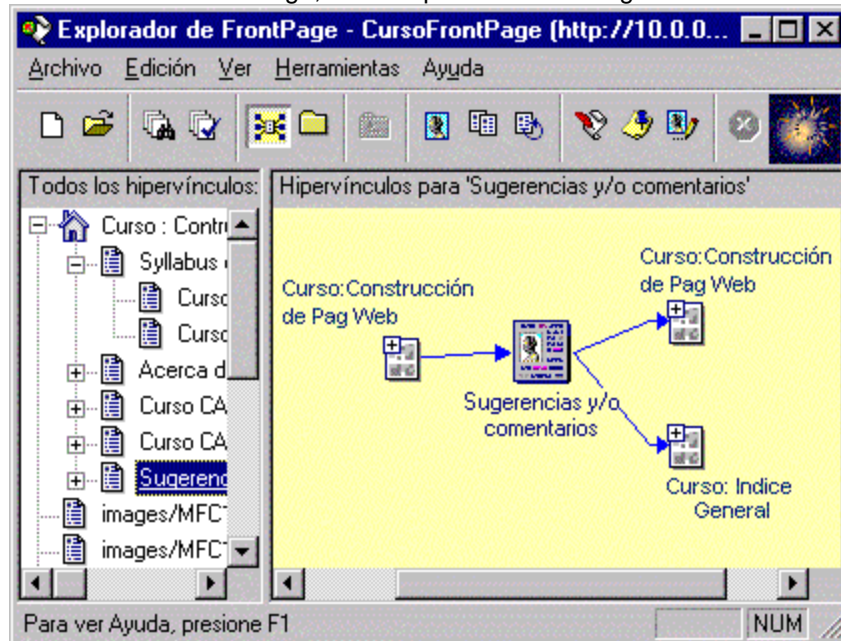 Explorador de FrontPage - CursoFrontPage (http://10.0.0...
Archivo Edición Ver Herramientas Ayuda
Todos los hipervínculos:
Curso : Contr
Syllabus
Curso
Curso
Acerca d
Curso CA
Curso CA
Sugerenc
images/MFC
images/MFC
Hipervínculos para 'Sugerencias y/o comentarios'
Curso:Construcción
de Pag Web
Sugerencias y/o
comentarios
Curso:Construcción
de Pag Web
Curso: Indice
General
Para ver Ayuda, presione F1
NUM